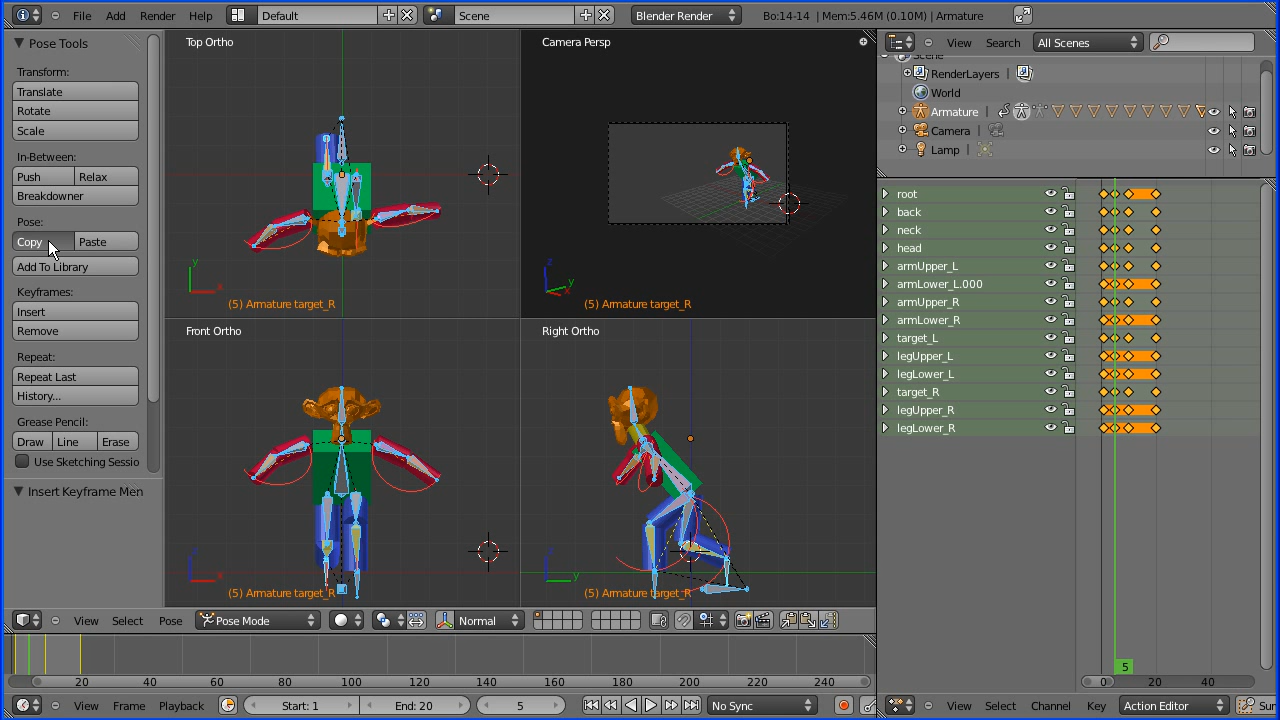 File Add Render Help Default Scene Blender Render Bo:14-14 | Mem:5.46M (0.10M) | Armature
Pose Tools
Transform:
Translate
Rotate
Scale
In-Between:
Push Relax
Breakdowner
Pose:
Copy Paste
Add To Library
Keyframes:
Insert
Remove
Repeat:
Repeat Last
History...
Grease Pencil:
Draw Line Erase
Use Sketching Sessio
Insert Keyframe Men
Top Ortho
y
x
(5) Armature target_R
Camera Persp
z
y
x
(5) Armature target_R
Front Ortho
z
x
(5) Armature target_R
Right Ortho
z
y
(5) Armature target_R
View Select Pose Pose Mode Normal
20 40 60 80 100 120 140 160 180 200 220 240
View Frame Playback Start: 1 End: 20 5 No Sync
View Search All Scenes
Scene
RenderLayers |
World
Armature |
Camera |
Lamp |
root
back
neck
head
armUpper_L
armLower_L.000
armUpper_R
armLower_R
target_L
legUpper_L
legLower_L
target_R
legUpper_R
legLower_R
5
0 20 40
View Select Channel Key Action Editor Sur